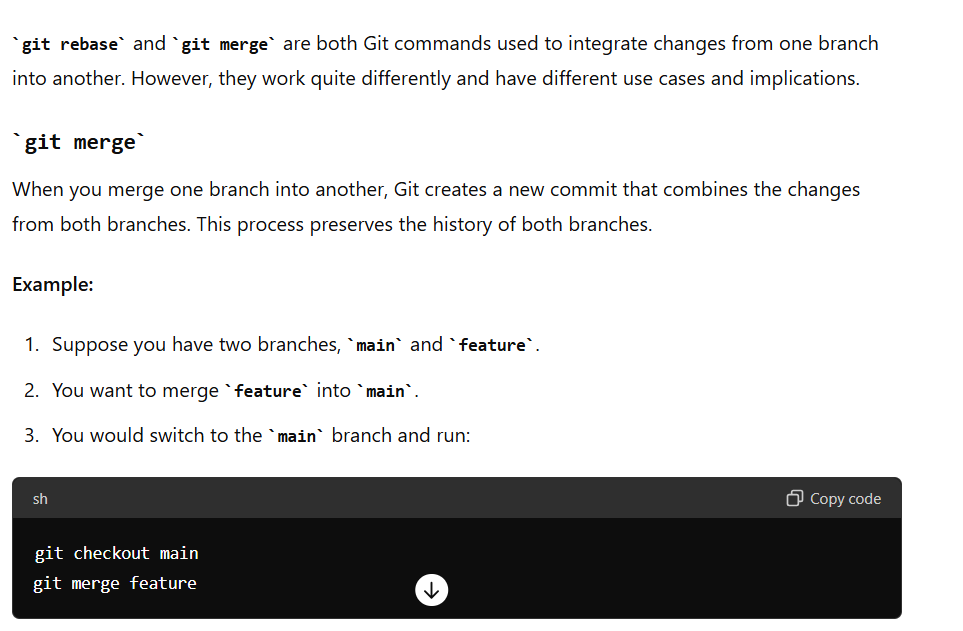 `git rebase` and `git merge` are both Git commands used to integrate changes from one branch
into another. However, they work quite differently and have different use cases and implications.
`git merge`
When you merge one branch into another, Git creates a new commit that combines the changes
from both branches. This process preserves the history of both branches.
Example:
1. Suppose you have two branches, `main` and `feature`.
2. You want to merge `feature` into `main`.
3. You would switch to the `main` branch and run:
sh Copy code
git checkout main
git merge feature